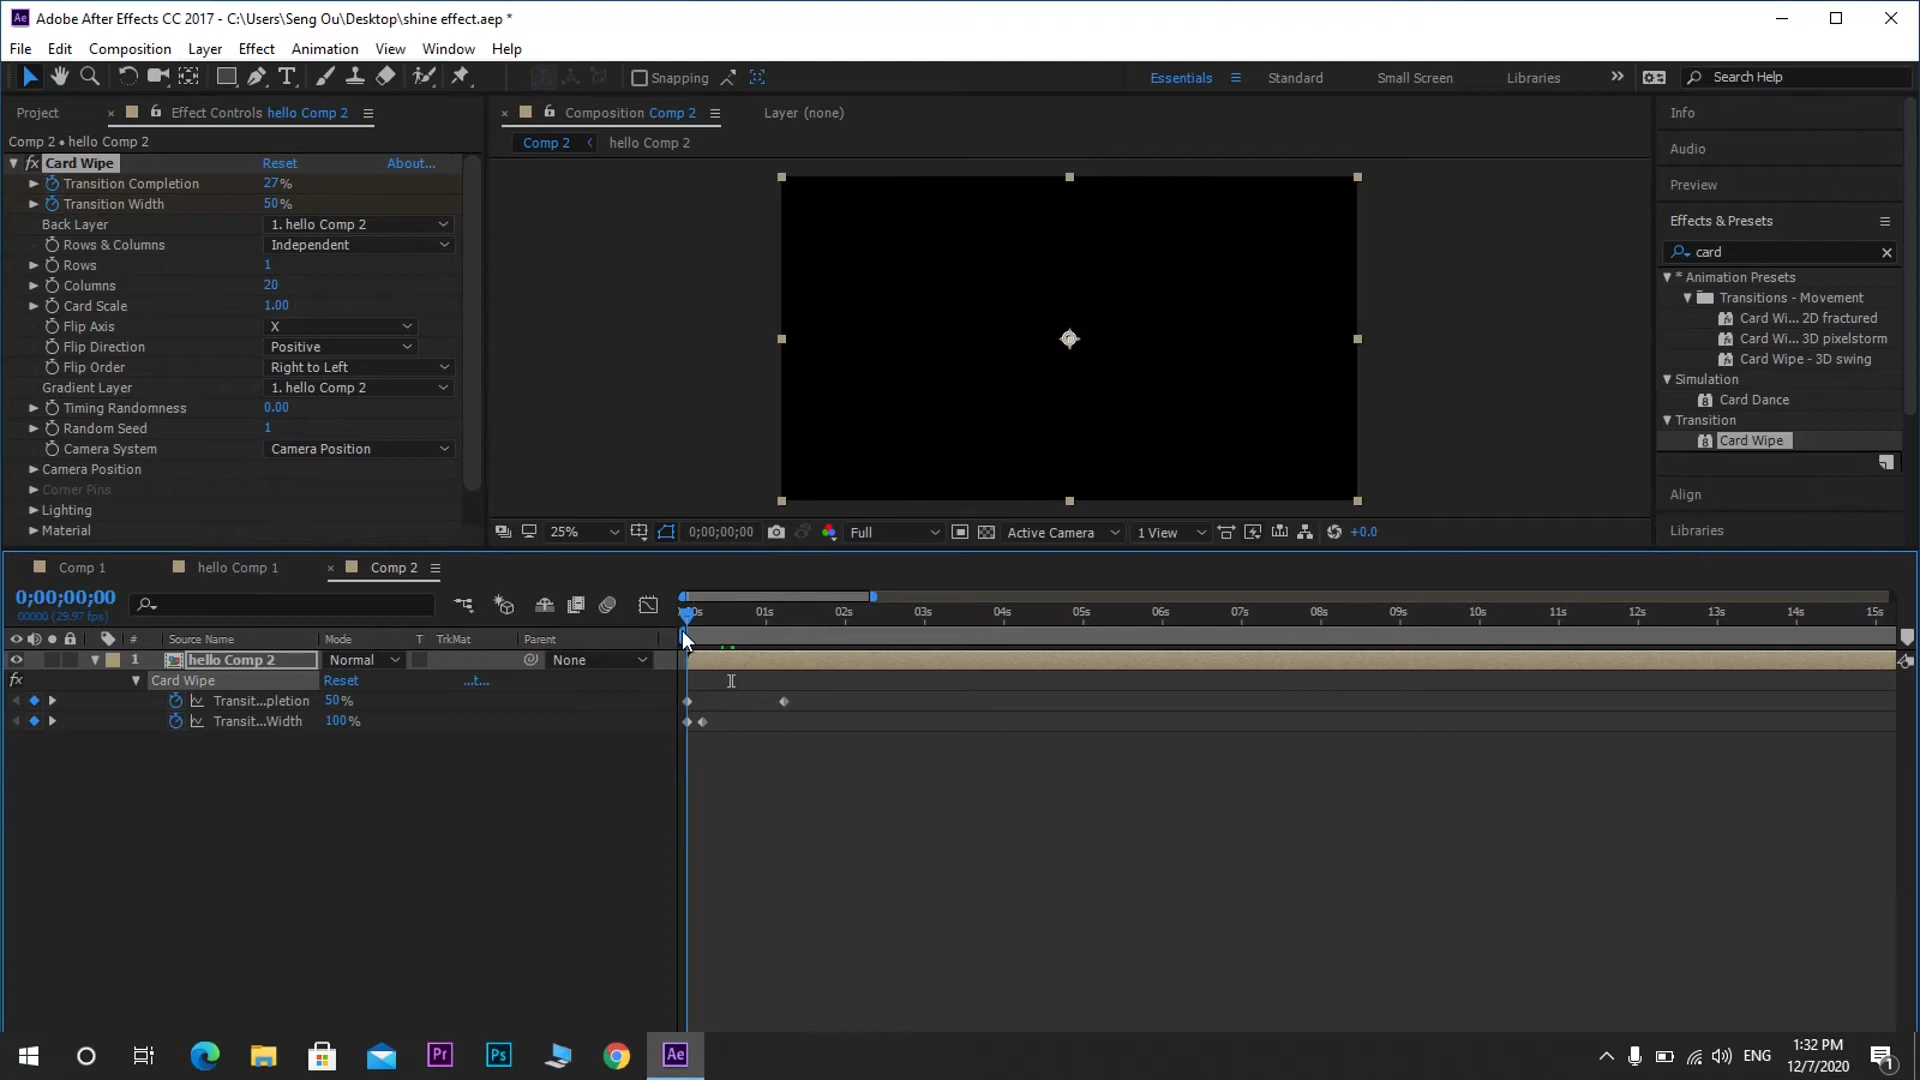 Ae Adobe After Effects CC 2017 - C:\Users\Seng Ou\Desktop\shine effect.aep *
File Edit Composition Layer Effect Animation View Window Help
Snapping Essentials Standard Small Screen Libraries Search Help
Project Effect Controls hello Comp 2
Comp 2 • hello Comp 2
fx Card Wipe Reset About...
Transition Completion 27%
Transition Width 50%
Back Layer 1. hello Comp 2
Rows & Columns Independent
Rows 1
Columns 20
Card Scale 1.00
Flip Axis X
Flip Direction Positive
Flip Order Right to Left
Gradient Layer 1. hello Comp 2
Timing Randomness 0.00
Random Seed 1
Camera System Camera Position
Camera Position
Corner Pins
Lighting
Material
Composition Comp 2 Layer (none)
Comp 2 hello Comp 2
25% 0;00;00;00 Full Active Camera 1 View +0.0
Info
Audio
Preview
Effects & Presets
card
* Animation Presets
Transitions - Movement
Card Wi... 2D fractured
Card Wi... 3D pixelstorm
Card Wipe - 3D swing
Simulation
Card Dance
Transition
Card Wipe
Align
Libraries
Comp 1 hello Comp 1 Comp 2
0;00;00;00
00000 (29.97 fps)
01s 02s 03s 04s 05s 06s 07s 08s 09s 10s 11s 12s 13s 14s 15s
# Source Name Mode T TrkMat Parent
1 hello Comp 2 Normal None
fx Card Wipe Reset ...t...
Transit...pletion 50%
Transit...Width 100%
Pr Ps Ae ENG 1:32 PM
12/7/2020 1